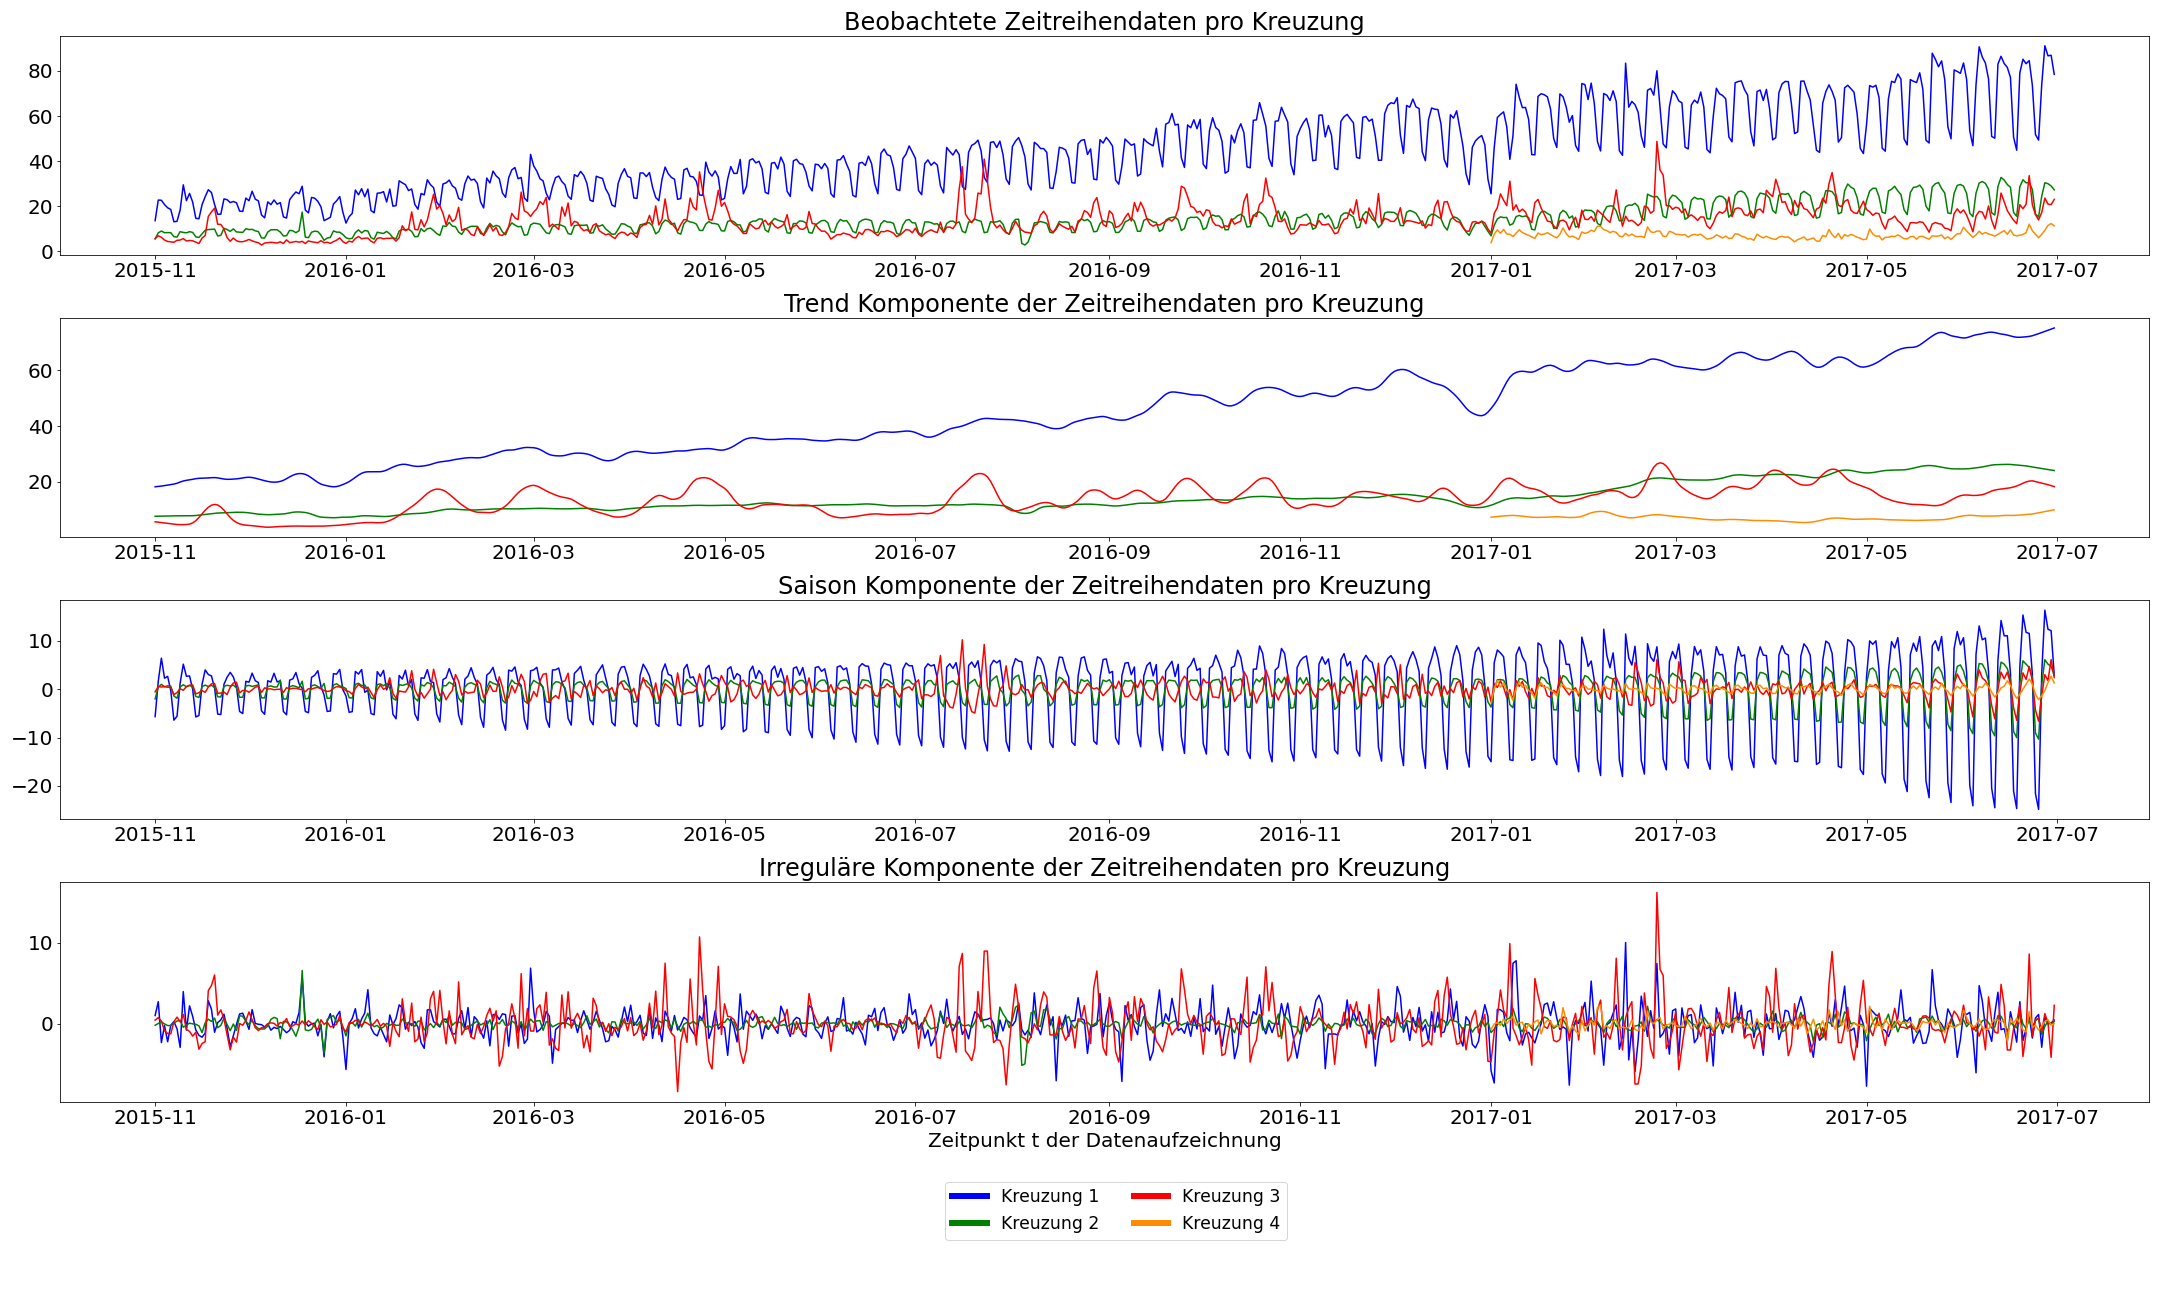 Beobachtete Zeitreihendaten pro Kreuzung
80
60
40
20
0
2015-11 2016-01 2016-03 2016-05 2016-07 2016-09 2016-11 2017-01 2017-03 2017-05 2017-07
Trend Komponente der Zeitreihendaten pro Kreuzung
60
40
20
2015-11 2016-01 2016-03 2016-05 2016-07 2016-09 2016-11 2017-01 2017-03 2017-05 2017-07
Saison Komponente der Zeitreihendaten pro Kreuzung
10
0
−10
−20
2015-11 2016-01 2016-03 2016-05 2016-07 2016-09 2016-11 2017-01 2017-03 2017-05 2017-07
Irreguläre Komponente der Zeitreihendaten pro Kreuzung
10
0
2015-11 2016-01 2016-03 2016-05 2016-07 2016-09 2016-11 2017-01 2017-03 2017-05 2017-07
Zeitpunkt t der Datenaufzeichnung
Kreuzung 1 Kreuzung 3
Kreuzung 2 Kreuzung 4